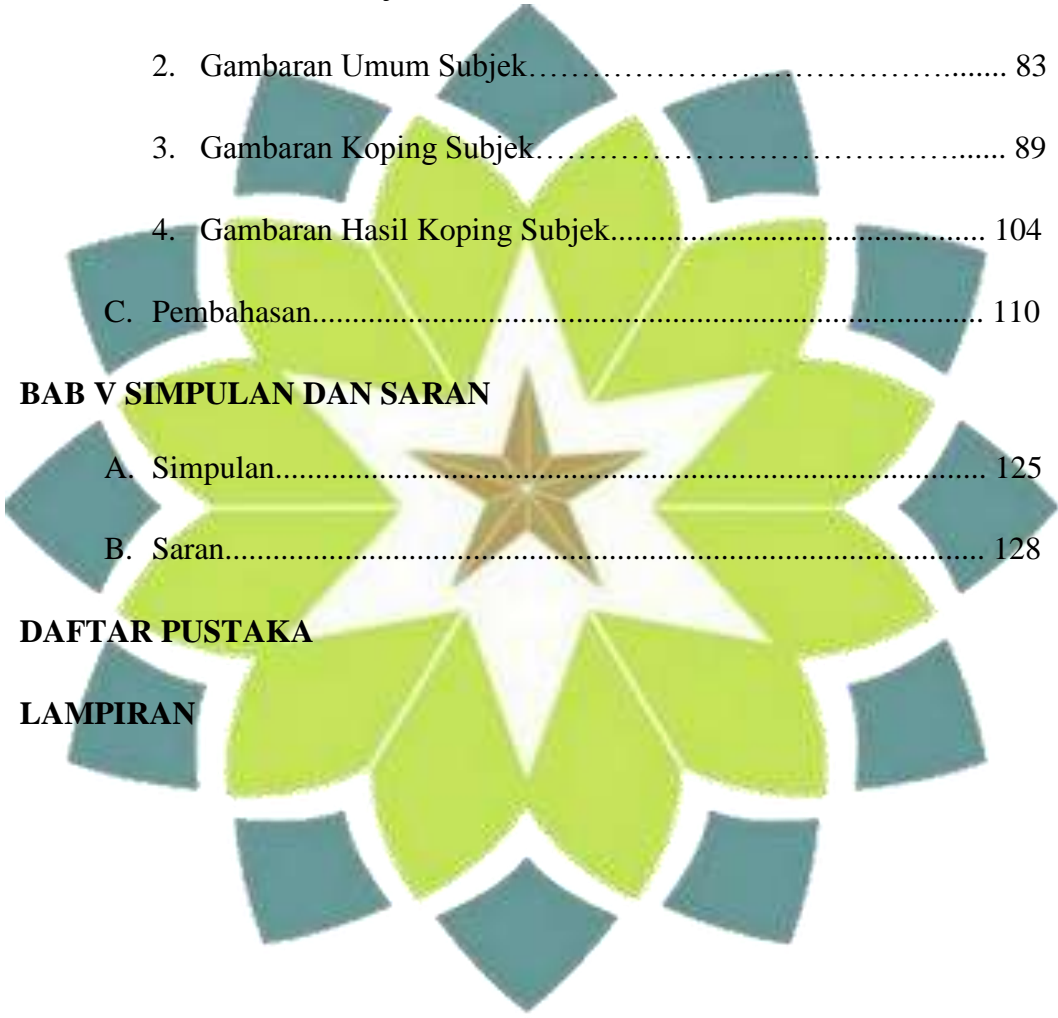 2. Gambaran Umum Subjek……………………………………………....... 83
3. Gambaran Koping Subjek……………………………………………...... 89
4. Gambaran Hasil Koping Subjek............................................... 104
C. Pembahasan.................................................................................... 110
BAB V SIMPULAN DAN SARAN
A. Simpulan......................................................................................... 125
B. Saran............................................................................................... 128
DAFTAR PUSTAKA
LAMPIRAN